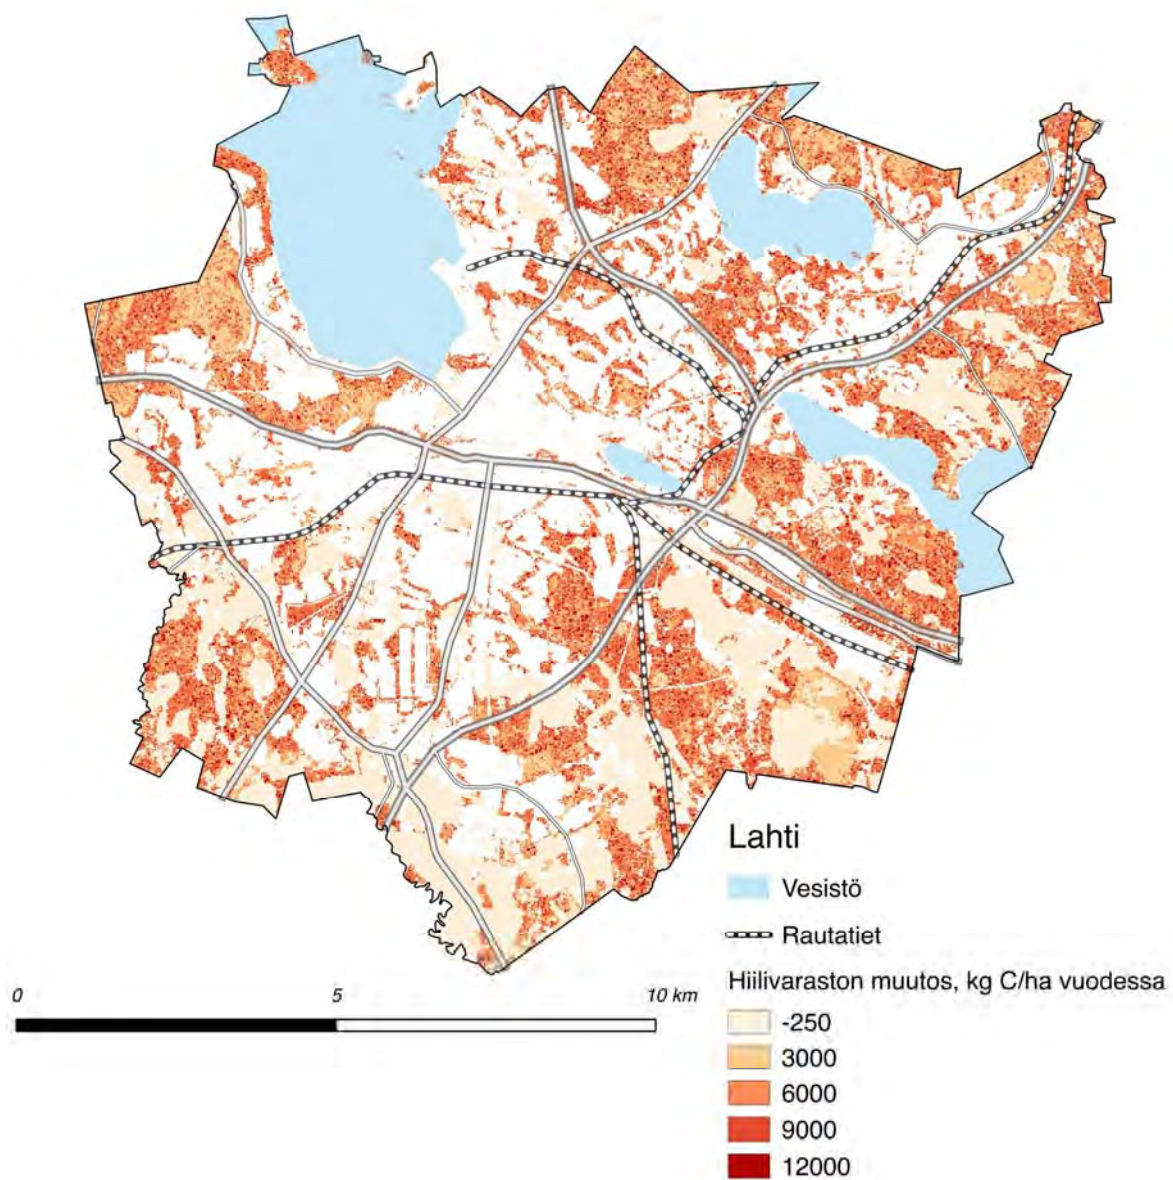 Lahti
Vesistö
Rautatiet
Hiilivaraston muutos, kg C/ha vuodessa
-250
3000
6000
9000
12000
0 5 10 km